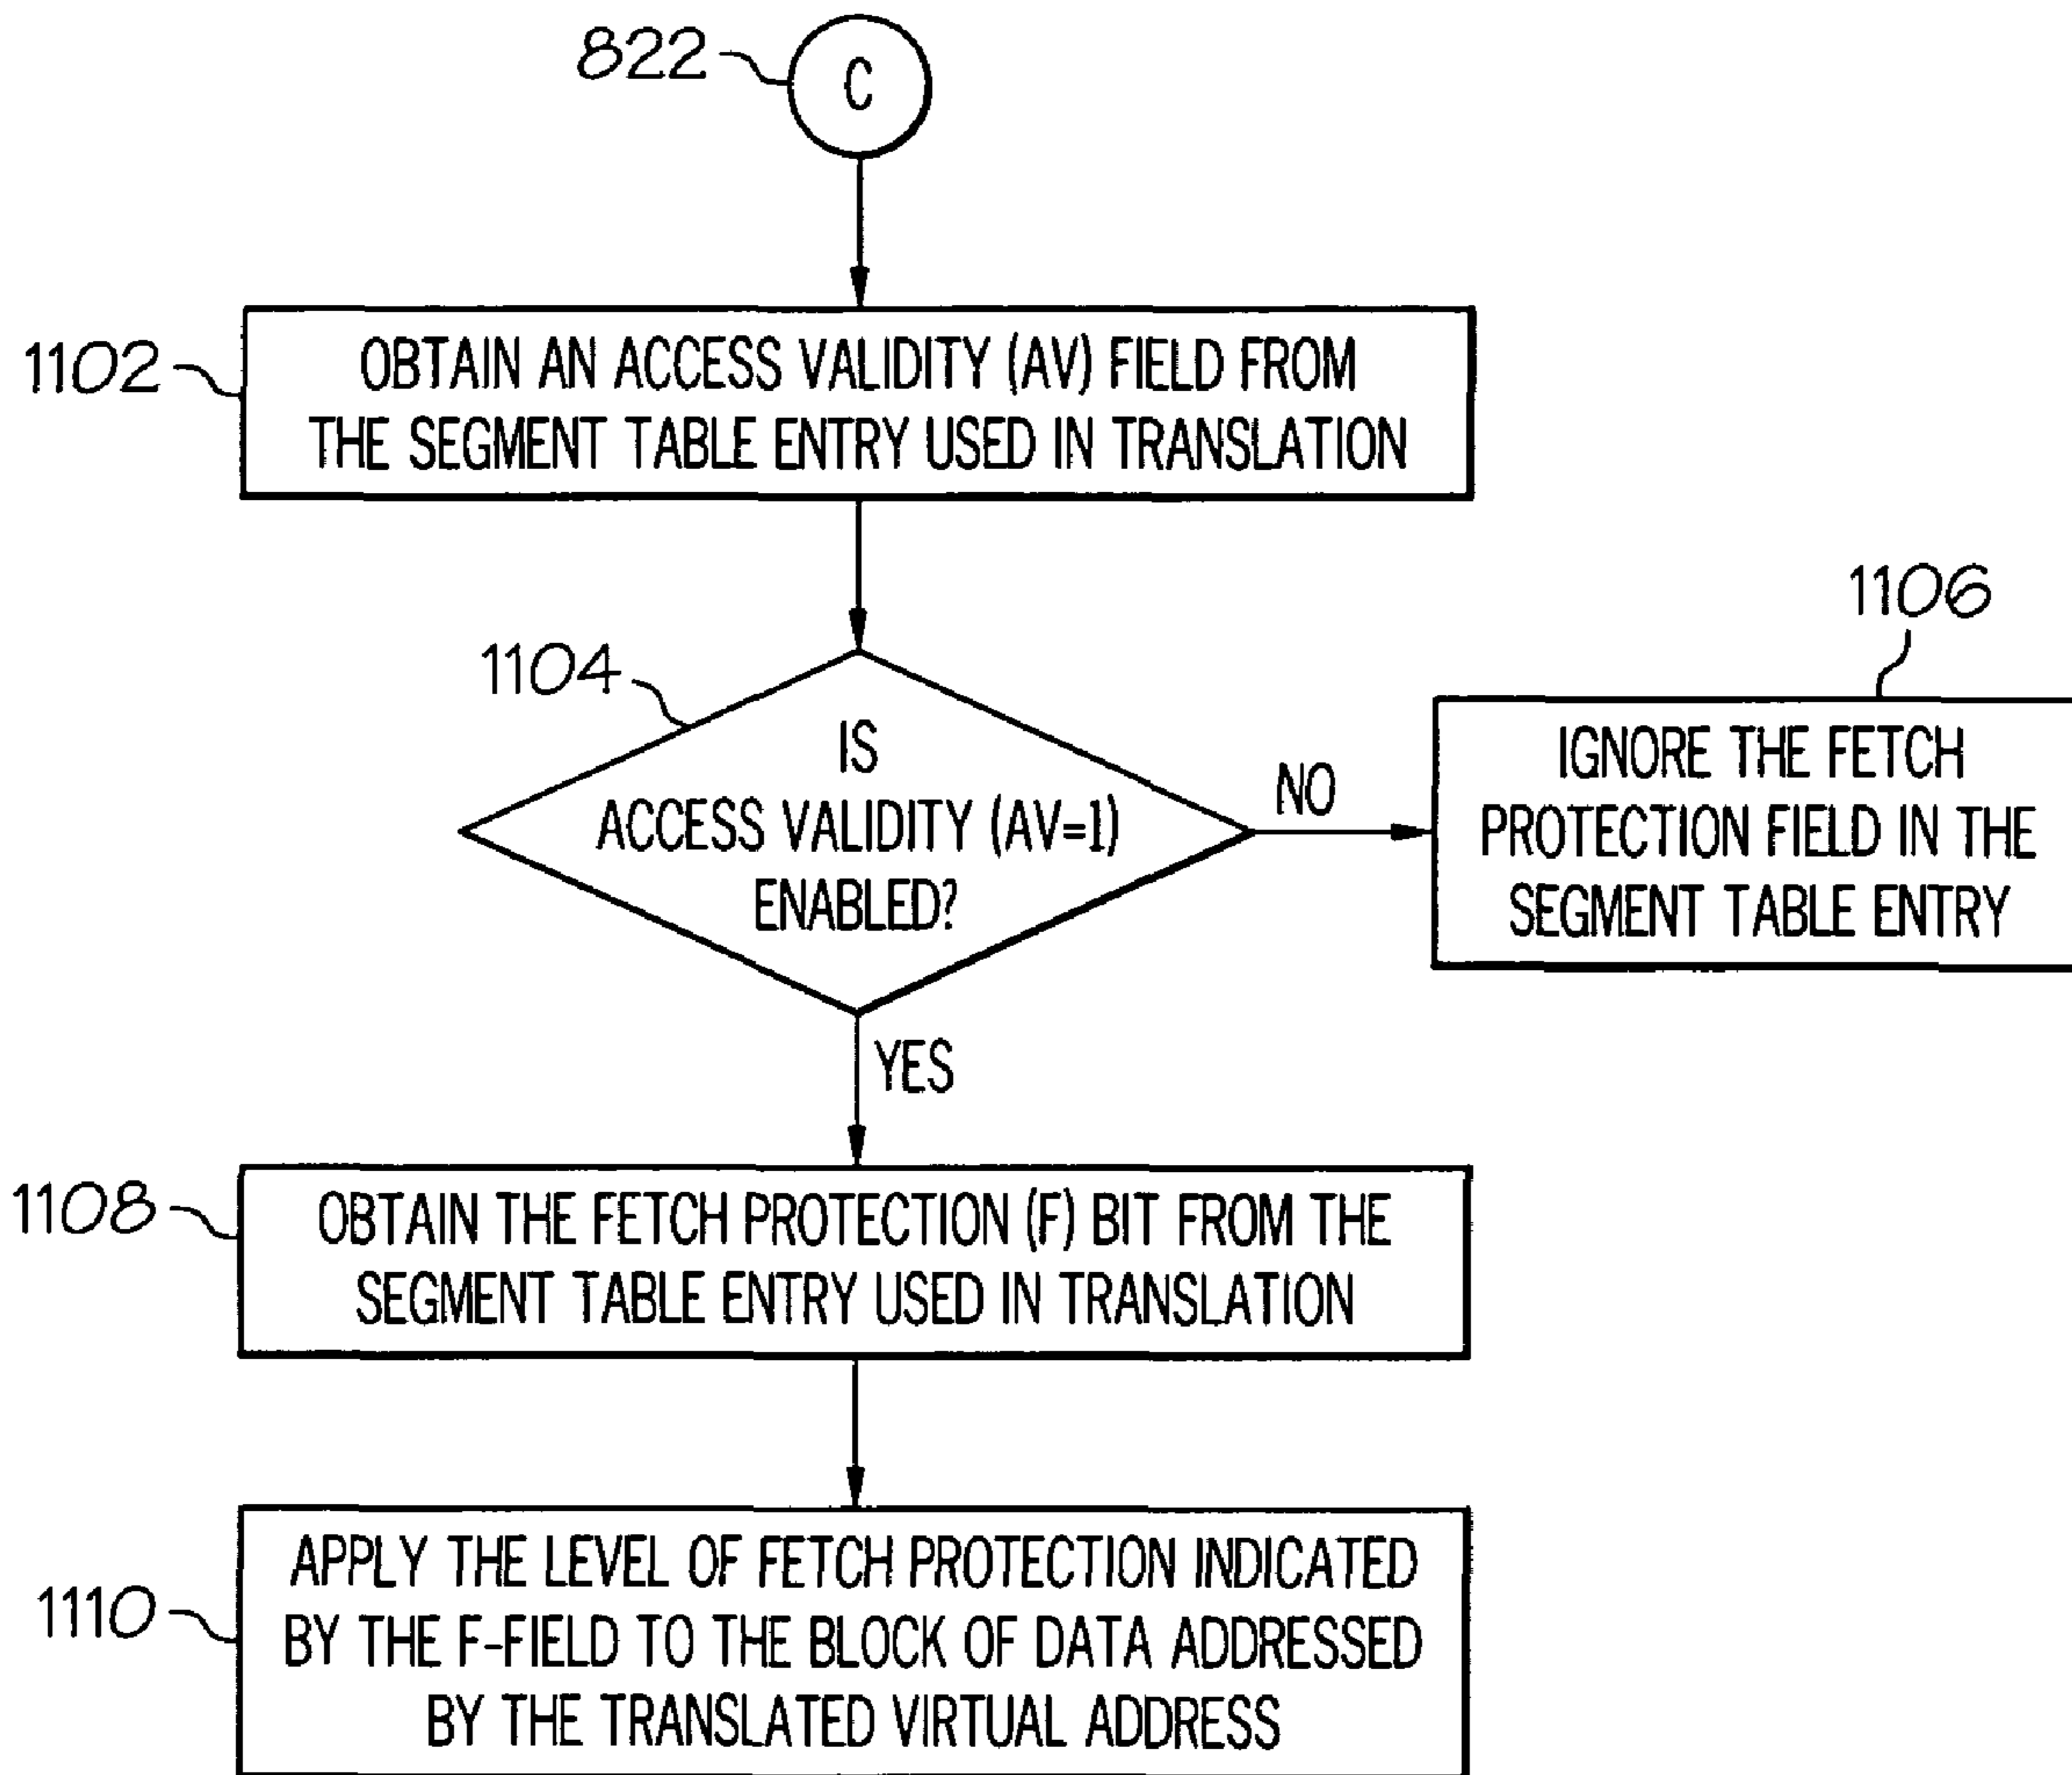 822
C
1102
OBTAIN AN ACCESS VALIDITY (AV) FIELD FROM
THE SEGMENT TABLE ENTRY USED IN TRANSLATION
1104
IS
ACCESS VALIDITY (AV=1)
ENABLED?
NO
1106
IGNORE THE FETCH
PROTECTION FIELD IN THE
SEGMENT TABLE ENTRY
YES
1108
OBTAIN THE FETCH PROTECTION (F) BIT FROM THE
SEGMENT TABLE ENTRY USED IN TRANSLATION
1110
APPLY THE LEVEL OF FETCH PROTECTION INDICATED
BY THE F-FIELD TO THE BLOCK OF DATA ADDRESSED
BY THE TRANSLATED VIRTUAL ADDRESS